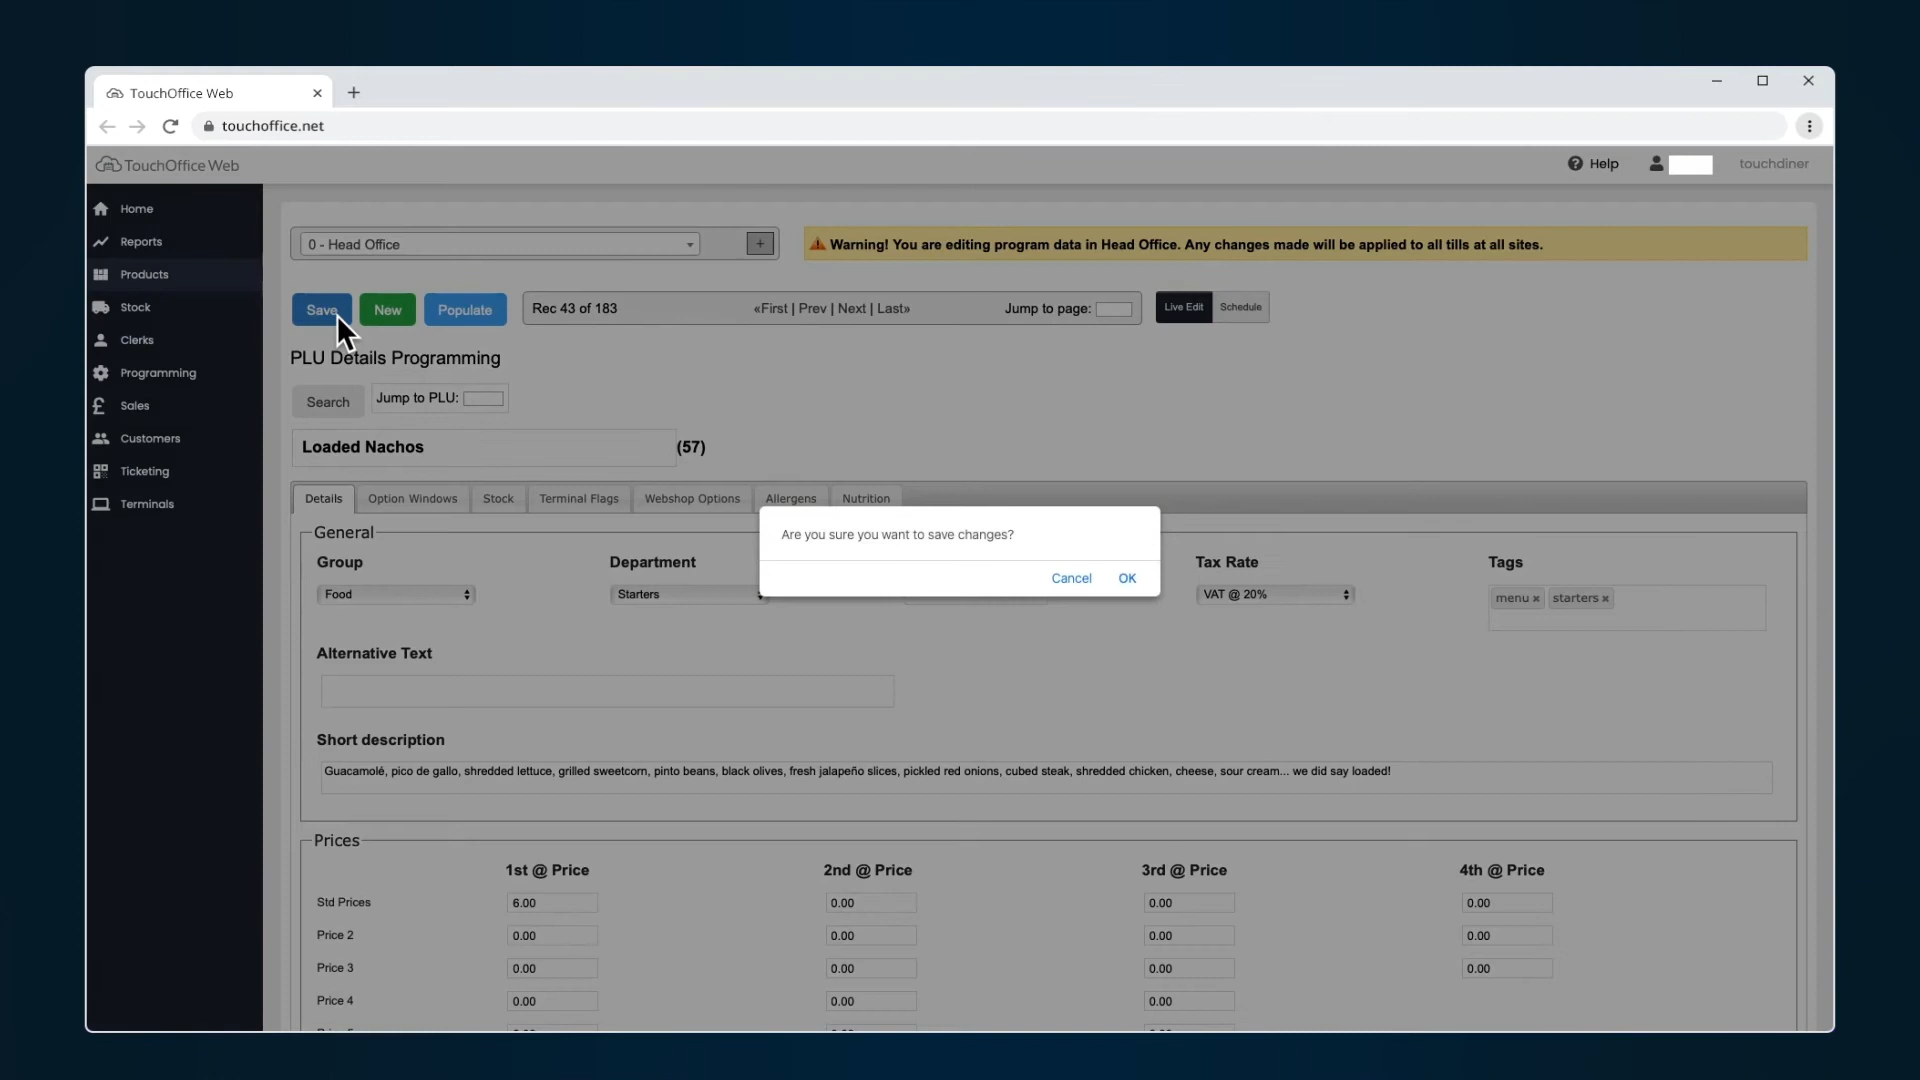 TouchOffice Web
touchoffice.net
TouchOffice Web
Help
touchdiner
Home
Reports
Products
Stock
Clerks
Programming
Sales
Customers
Ticketing
Terminals
0 - Head Office
+
Warning! You are editing program data in Head Office. Any changes made will be applied to all tills at all sites.
Save New Populate
Rec 43 of 183 «First | Prev | Next | Last» Jump to page:
Live Edit Schedule
PLU Details Programming
Search Jump to PLU:
Loaded Nachos (57)
Details Option Windows Stock Terminal Flags Webshop Options Allergens Nutrition
Are you sure you want to save changes?
Cancel OK
General
Group Department Tax Rate Tags
Food Starters VAT @ 20% menu × starters ×
Alternative Text
Short description
Guacamolé, pico de gallo, shredded lettuce, grilled sweetcorn, pinto beans, black olives, fresh jalapeño slices, pickled red onions, cubed steak, shredded chicken, cheese, sour cream... we did say loaded!
Prices
1st @ Price 2nd @ Price 3rd @ Price 4th @ Price
Std Prices 6.00 0.00 0.00 0.00
Price 2 0.00 0.00 0.00 0.00
Price 3 0.00 0.00 0.00 0.00
Price 4 0.00 0.00 0.00